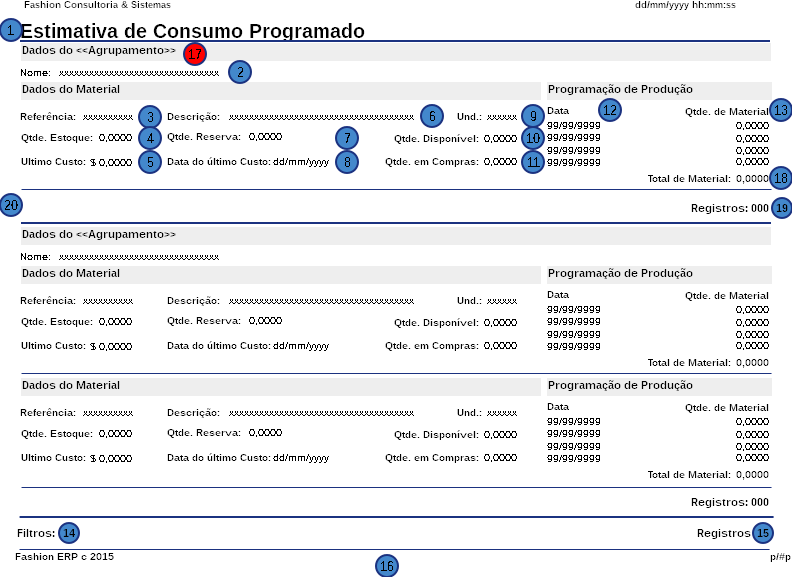 Fashion Consultoria & Sistemas dd/mm/yyyy hh:mm:ss
1 Estimativa de Consumo Programado
Dados do <<Agrupamento>> 17
Nome: xxxxxxxxxxxxxxxxxxxxxxxxxxxxxxxx 2
Dados do Material Programação de Produção
Referência: xxxxxxxxxx 3 Descrição: xxxxxxxxxxxxxxxxxxxxxxxxxxxxxxxxxxxxx 6 Und.: xxxxxx 9 Data 12 Qtde. de Material 13
99/99/9999 0,0000
Qtde. Estoque: 0,0000 4 Qtde. Reserva: 0,0000 7 Qtde. Disponível: 0,0000 10 99/99/9999 0,0000
99/99/9999 0,0000
Ultimo Custo: $ 0,0000 5 Data do último Custo: dd/mm/yyyy 8 Qtde. em Compras: 0,0000 11 99/99/9999 0,0000
Total de Material: 0,0000 18
20 Registros: 000 19
Dados do <<Agrupamento>>
Nome: xxxxxxxxxxxxxxxxxxxxxxxxxxxxxxxx
Dados do Material Programação de Produção
Referência: xxxxxxxxxx Descrição: xxxxxxxxxxxxxxxxxxxxxxxxxxxxxxxxxxxxx Und.: xxxxxx Data Qtde. de Material
99/99/9999 0,0000
Qtde. Estoque: 0,0000 Qtde. Reserva: 0,0000 Qtde. Disponível: 0,0000 99/99/9999 0,0000
99/99/9999 0,0000
Ultimo Custo: $ 0,0000 Data do último Custo: dd/mm/yyyy Qtde. em Compras: 0,0000 99/99/9999 0,0000
Total de Material: 0,0000
Dados do Material Programação de Produção
Referência: xxxxxxxxxx Descrição: xxxxxxxxxxxxxxxxxxxxxxxxxxxxxxxxxxxxx Und.: xxxxxx Data Qtde. de Material
99/99/9999 0,0000
Qtde. Estoque: 0,0000 Qtde. Reserva: 0,0000 Qtde. Disponível: 0,0000 99/99/9999 0,0000
99/99/9999 0,0000
Ultimo Custo: $ 0,0000 Data do último Custo: dd/mm/yyyy Qtde. em Compras: 0,0000 99/99/9999 0,0000
Total de Material: 0,0000
Registros: 000
Filtros: 14 Registros 15
Fashion ERP c 2015 16 p/#p